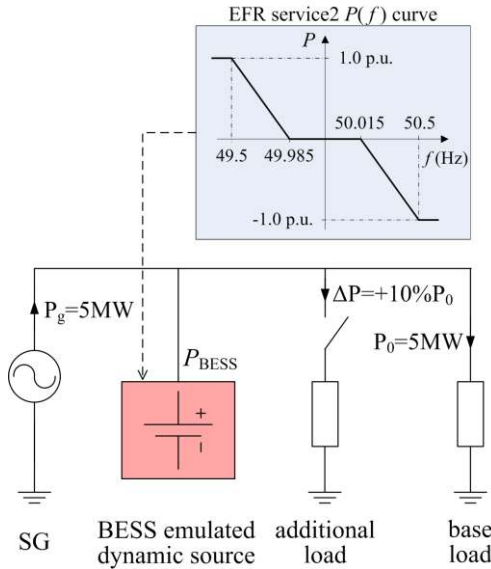 EFR service2 P(f) curve
P
1.0 p.u.
50.015
50.5
49.5
49.985
f(Hz)
-1.0 p.u.
Pg=5MW
ΔP=+10%P0
PBESS
P0=5MW
+
SG
BESS emulated
dynamic source
additional
load
base
load